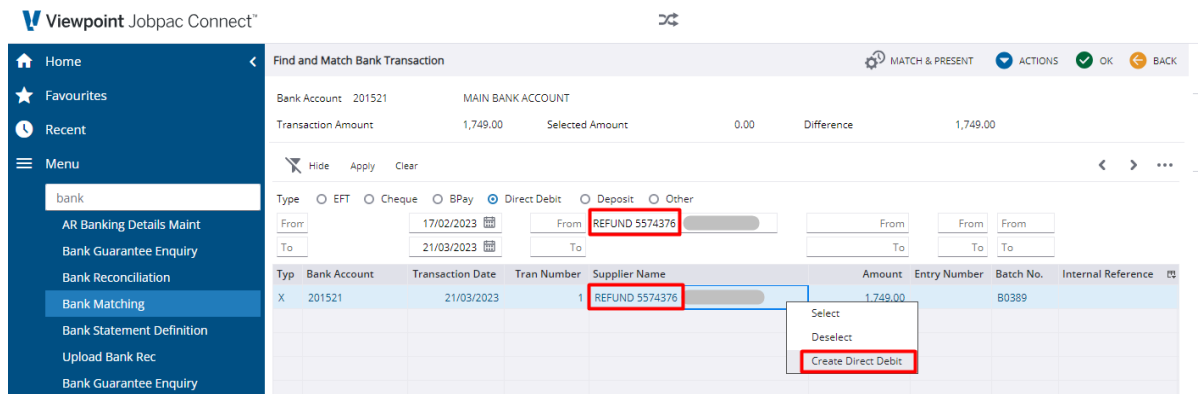 Viewpoint Jobpac Connect™
Home
Favourites
Recent
Menu
bank
AR Banking Details Maint
Bank Guarantee Enquiry
Bank Reconciliation
Bank Matching
Bank Statement Definition
Upload Bank Rec
Bank Guarantee Enquiry
Find and Match Bank Transaction MATCH & PRESENT ACTIONS OK BACK
Bank Account 201521 MAIN BANK ACCOUNT
Transaction Amount 1,749.00 Selected Amount 0.00 Difference 1,749.00
Hide Apply Clear
Type EFT Cheque BPay Direct Debit Deposit Other
From 17/02/2023 From REFUND 5574376 From From From
To 21/03/2023 To To To To
Typ Bank Account Transaction Date Tran Number Supplier Name Amount Entry Number Batch No. Internal Reference
X 201521 21/03/2023 1 REFUND 5574376 1,749.00 B0389
Select
Deselect
Create Direct Debit